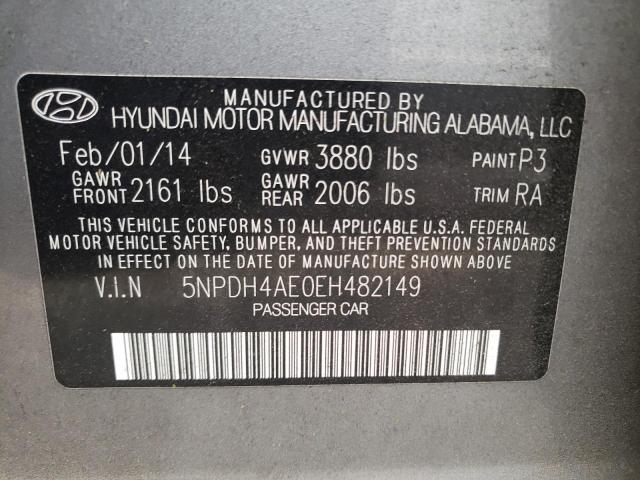 MANUFACTURED BY
HYUNDAI MOTOR MANUFACTURING ALABAMA, LLC
Feb/01/14 GVWR 3880 lbs PAINT P3
GAWR FRONT 2161 lbs GAWR REAR 2006 lbs TRIM RA
THIS VEHICLE CONFORMS TO ALL APPLICABLE U.S.A. FEDERAL
MOTOR VEHICLE SAFETY, BUMPER, AND THEFT PREVENTION STANDARDS
IN EFFECT ON THE DATE OF MANUFACTURE SHOWN ABOVE
V.I.N 5NPDH4AE0EH482149
PASSENGER CAR